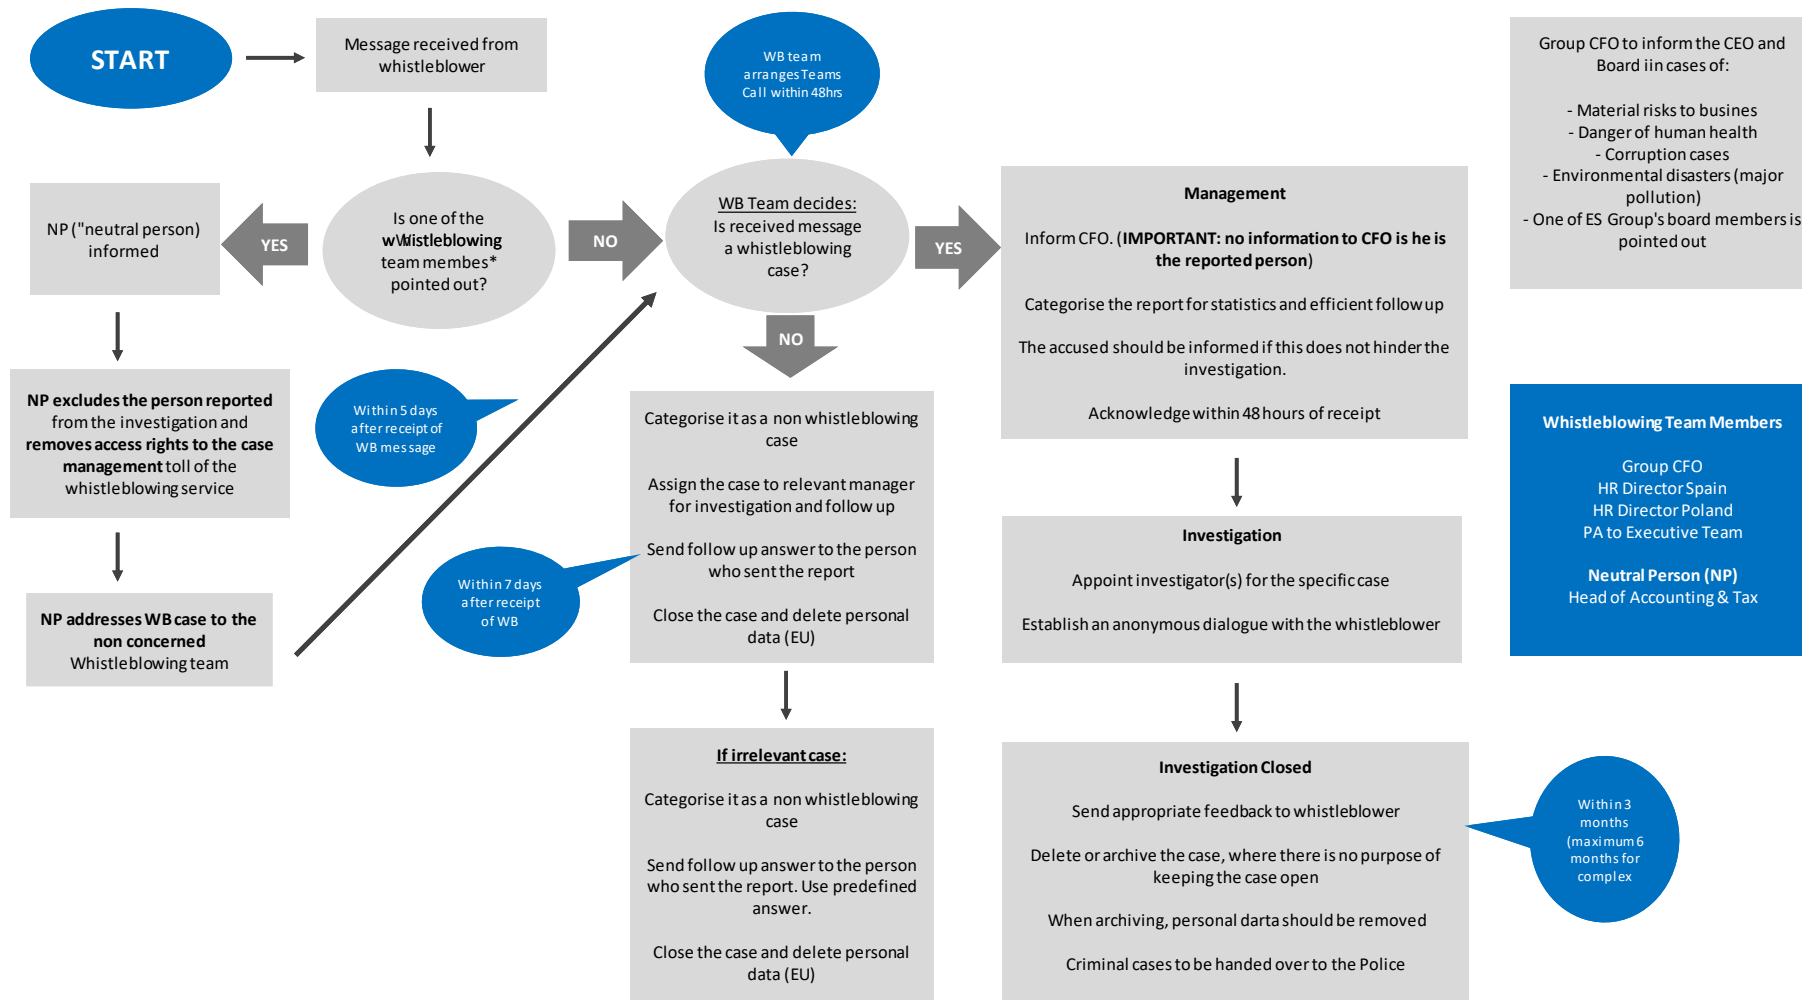 START
Message received from
whistleblower
WB team
arranges Teams
Call within 48hrs
Group CFO to inform the CEO and
Board iin cases of:
- Material risks to busines
- Danger of human health
- Corruption cases
- Environmental disasters (major
pollution)
- One of ES Group's board members is
pointed out
NP ("neutral person)
informed
YES
Is one of the
whistleblowing
team membes*
pointed out?
NO
WB Team decides:
Is received message
a whistleblowing
case?
YES
NO
Management
Inform CFO. (IMPORTANT: no information to CFO is he is
the reported person)
Categorise the report for statistics and efficient follow up
The accused should be informed if this does not hinder the
investigation.
Acknowledge within 48 hours of receipt
NP excludes the person reported
from the investigation and
removes access rights to the case
management toll of the
whistleblowing service
Within 5 days
after receipt of
WB message
Categorise it as a non whistleblowing
case
Assign the case to relevant manager
for investigation and follow up
Send follow up answer to the person
who sent the report
Close the case and delete personal
data (EU)
Within 7 days
after receipt
of WB
Whistleblowing Team Members
Group CFO
HR Director Spain
HR Director Poland
PA to Executive Team
Neutral Person (NP)
Head of Accounting & Tax
Investigation
Appoint investigator(s) for the specific case
Establish an anonymous dialogue with the whistleblower
NP addresses WB case to the
non concerned
Whistleblowing team
If irrelevant case:
Categorise it as a non whistleblowing
case
Send follow up answer to the person
who sent the report. Use predefined
answer.
Close the case and delete personal
data (EU)
Investigation Closed
Send appropriate feedback to whistleblower
Delete or archive the case, where there is no purpose of
keeping the case open
When archiving, personal darta should be removed
Criminal cases to be handed over to the Police
Within 3
months
(maximum 6
months for
complex